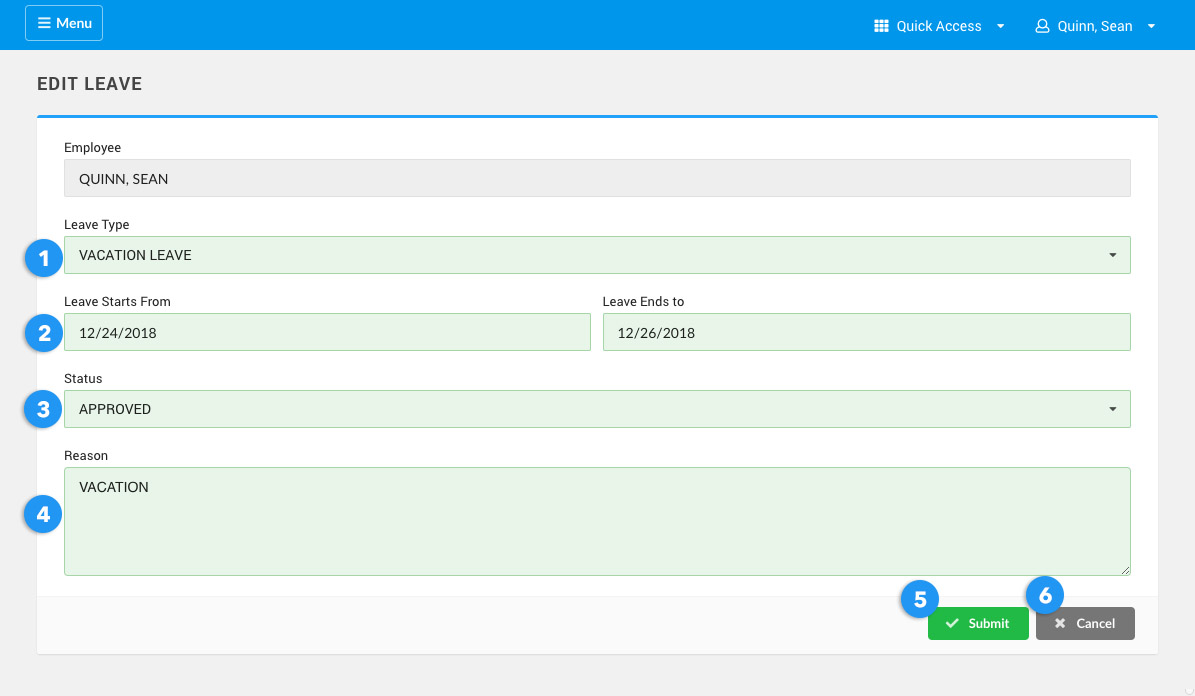 Menu
Quick Access
Quinn, Sean
EDIT LEAVE
Employee
QUINN, SEAN
Leave Type
1
VACATION LEAVE
Leave Starts From
Leave Ends to
2
12/24/2018
12/26/2018
Status
3
APPROVED
Reason
VACATION
4
5
6
Submit
Cancel